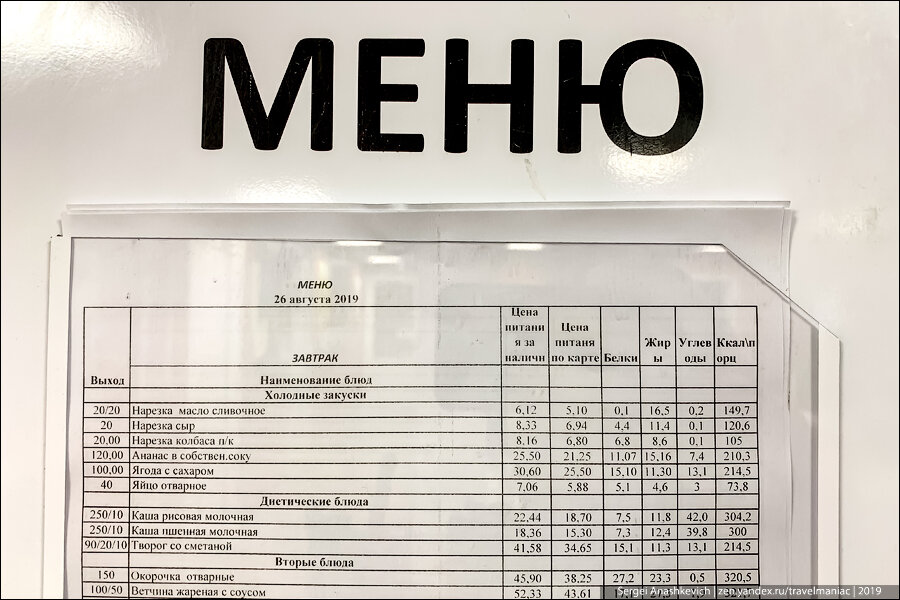 МЕНЮ
МЕНЮ
26 августа 2019
Выход ЗАВТРАК Цена питани я за наличн Цена питаня по карте Белки Жир ы Углев оды Ккал\п орц
Наименование блюд
Холодные закуски
20/20 Нарезка масло сливочное 6,12 5,10 0,1 16,5 0,2 149,7
20 Нарезка сыр 8,33 6,94 4,4 11,4 0,1 120,6
20,00 Нарезка колбаса п/к 8,16 6,80 6,8 8,6 0,1 105
120,00 Ананас в собствен.соку 25,50 21,25 11,07 15,16 7,4 210,3
100,00 Ягода с сахаром 30,60 25,50 15,10 11,30 13,1 214,5
40 Яйцо отварное 7,06 5,88 5,1 4,6 3 73,8
Диетические блюда
250/10 Каша рисовая молочная 22,44 18,70 7,5 11,8 42,0 304,2
250/10 Каша пшенная молочная 18,36 15,30 7,3 12,4 39,8 300
90/20/10 Творог со сметаной 41,58 34,65 15,1 11,3 13,1 214,5
Вторые блюда
150 Окорочка отварные 45,90 38,25 27,2 23,3 0,5 320,5
100/50 Ветчина жареная с соусом 52,33 43,61
Sergei Anashkevich | zen.yandex.ru/travelmaniac | 2019